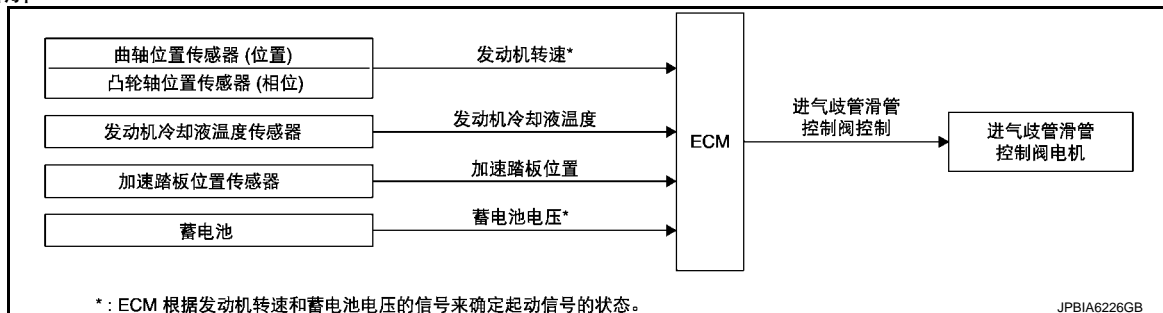 曲轴位置传感器 (位置)
凸轮轴位置传感器 (相位)
发动机转速*
发动机冷却液温度传感器
发动机冷却液温度
加速踏板位置传感器
加速踏板位置
蓄电池
蓄电池电压*
ECM
进气歧管滑管
控制阀控制
进气歧管滑管
控制阀电机
* : ECM 根据发动机转速和蓄电池电压的信号来确定起动信号的状态。
JPBIA6226GB